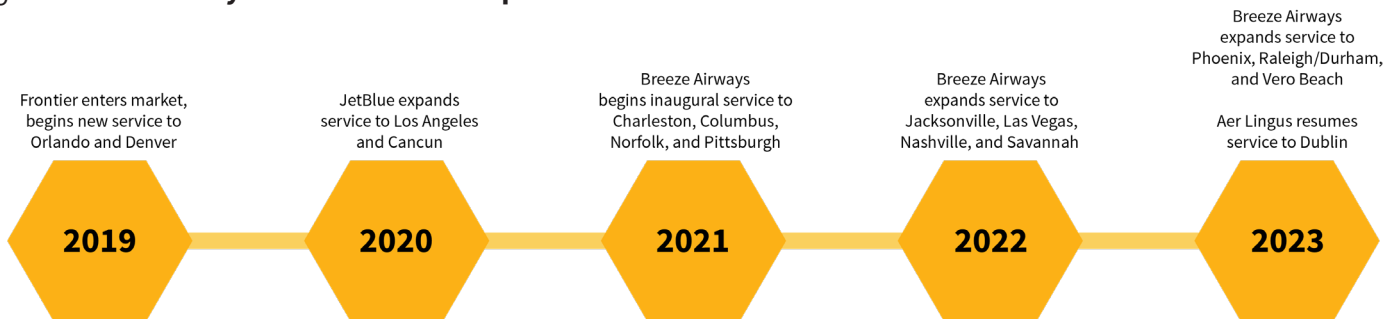 Frontier enters market,
begins new service to
Orlando and Denver
2019
JetBlue expands
service to Los Angeles
and Cancun
2020
Breeze Airways
begins inaugural service to
Charleston, Columbus,
Norfolk, and Pittsburgh
2021
Breeze Airways
expands service to
Jacksonville, Las Vegas,
Nashville, and Savannah
2022
Breeze Airways
expands service to
Phoenix, Raleigh/Durham,
and Vero Beach
Aer Lingus resumes
service to Dublin
2023